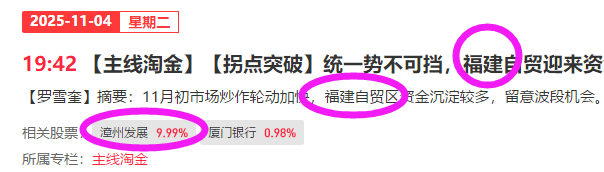 2025-11-04 星期二
19:42 【主线淘金】【拐点突破】统一势不可挡，福建自贸迎来资
【罗雪奎】摘要：11月初市场炒作轮动加快，福建自贸区资金沉淀较多，留意波段机会。
相关股票： 漳州发展 9.99% 厦门银行 0.98%
所属专栏： 主线淘金